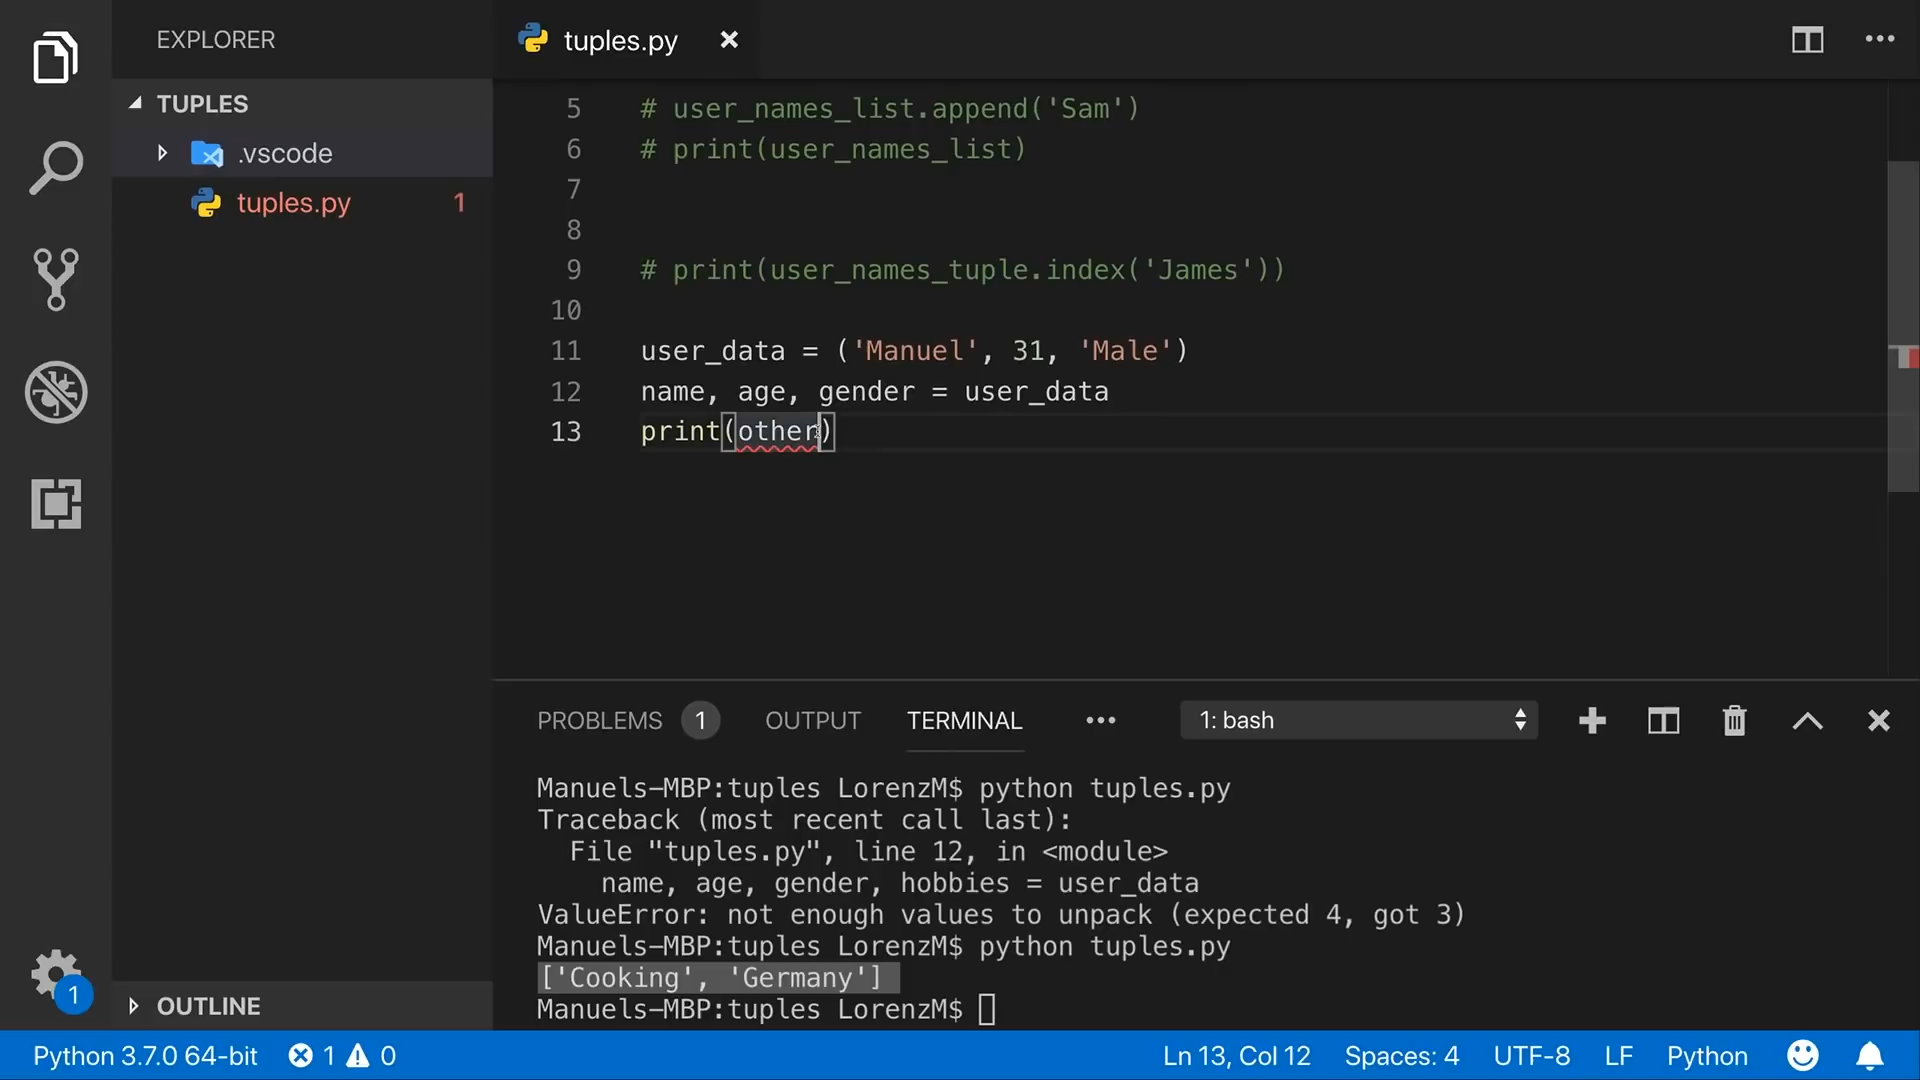 EXPLORER
tuples.py
TUPLES
.vscode
tuples.py 1
5 # user_names_list.append('Sam')
6 # print(user_names_list)
7
8
9 # print(user_names_tuple.index('James'))
10
11 user_data = ('Manuel', 31, 'Male')
12 name, age, gender = user_data
13 print(other)
PROBLEMS 1 OUTPUT TERMINAL 1: bash
Manuels-MBP:tuples LorenzM$ python tuples.py
Traceback (most recent call last):
  File "tuples.py", line 12, in <module>
    name, age, gender, hobbies = user_data
ValueError: not enough values to unpack (expected 4, got 3)
Manuels-MBP:tuples LorenzM$ python tuples.py
['Cooking', 'Germany']
Manuels-MBP:tuples LorenzM$
1
OUTLINE
Python 3.7.0 64-bit 1 0 Ln 13, Col 12 Spaces: 4 UTF-8 LF Python